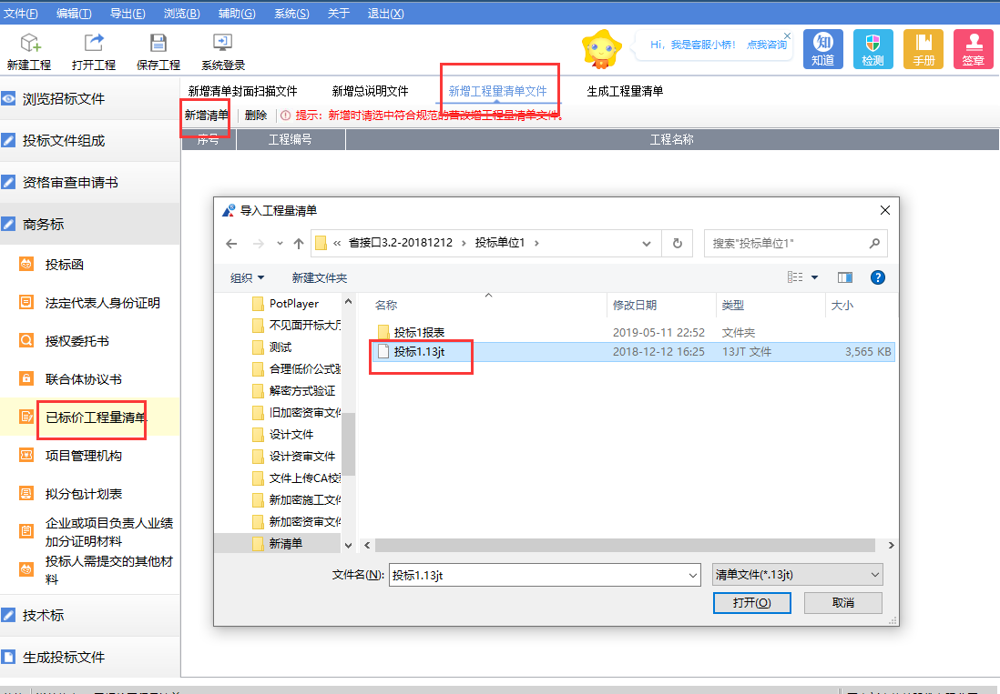 文件(F) 编辑(T) 导出(E) 浏览(B) 辅助(G) 系统(S) 关于 退出(X)
新建工程 打开工程 保存工程 系统登录
Hi，我是客服小桥！ 点我咨询
知
知道 检测 手册 签章
浏览招标文件
投标文件组成
资格审查申请书
商务标
投标函
法定代表人身份证明
授权委托书
联合体协议书
已标价工程量清单
项目管理机构
拟分包计划表
企业或项目负责人业绩
加分证明材料
投标人需提交的其他材
料
技术标
生成投标文件
新增清单封面扫描文件 新增总说明文件 新增工程量清单文件 生成工程量清单
新增清单 删除 提示：新增时请选中符合规范的营改增工程量清单文件。
序号 工程编号 工程名称
导入工程量清单
« 省接口3.2-20181212 › 投标单位1 ›
搜索"投标单位1"
组织 新建文件夹
PotPlayer
不见面开标大厅
测试
合理低价公式验
解密方式验证
旧加密资审文件
设计文件
设计资审文件
文件上传CA校验
新加密施工文件
新加密资审文件
新清单
名称 修改日期 类型 大小
投标1报表 2019-05-11 22:52 文件夹
投标1.13jt 2018-12-12 16:25 13JT 文件 3,565 KB
文件名(N): 投标1.13jt 清单文件(*.13jt)
打开(O) 取消